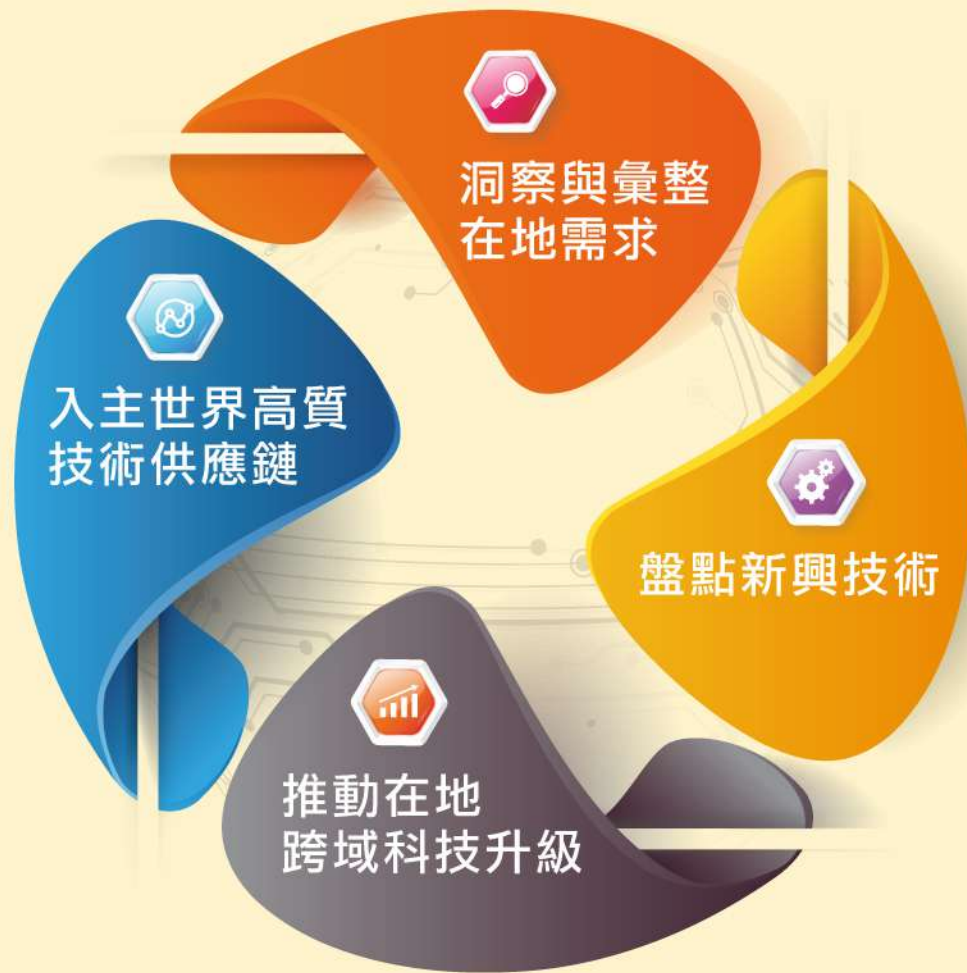 洞察與彙整
在地需求
盤點新興技術
推動在地
跨域科技升級
入主世界高質
技術供應鏈